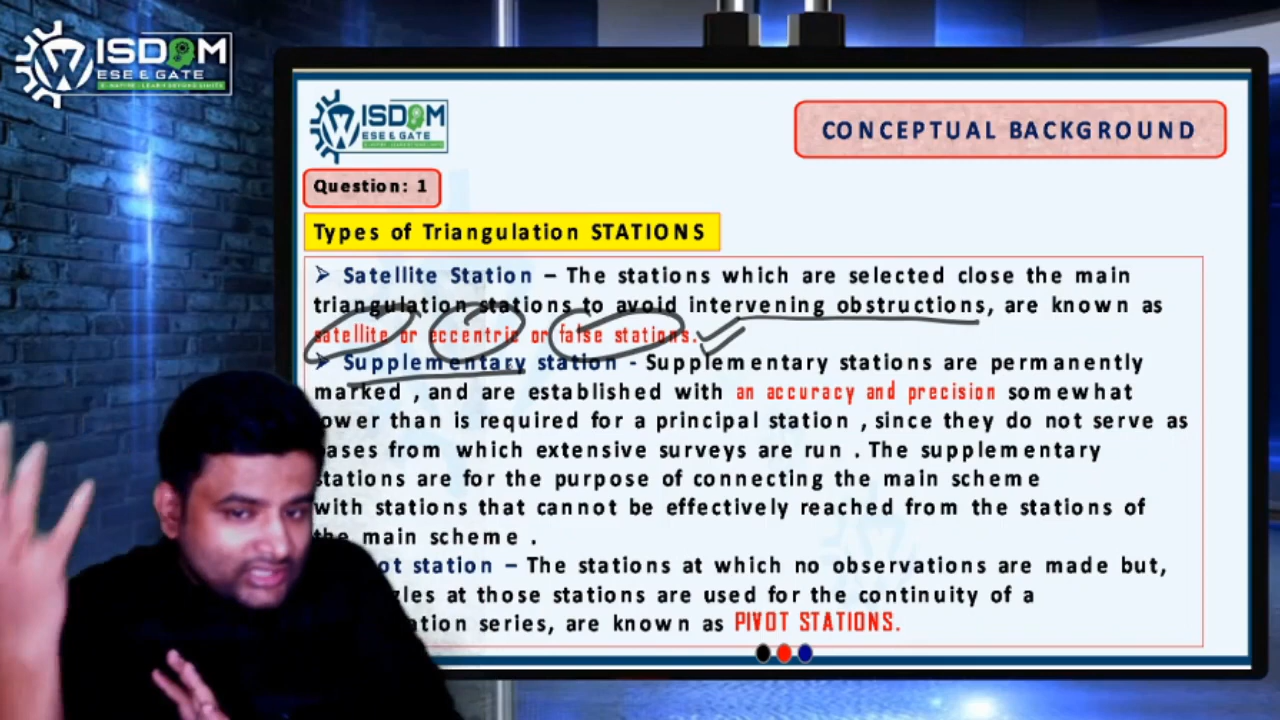 WISDOM
ESE & GATE
WISDOM
ESE & GATE
CONCEPTUAL BACKGROUND
Question: 1
Types of Triangulation STATIONS
➢ Satellite Station – The stations which are selected close the main
triangulation stations to avoid intervening obstructions, are known as
satellite or eccentric or false stations.
➢ Supplementary station - Supplementary stations are permanently
marked , and are established with an accuracy and precision somewhat
ower than is required for a principal station , since they do not serve as
ases from which extensive surveys are run . The supplementary
stations are for the purpose of connecting the main scheme
with stations that cannot be effectively reached from the stations of
the main scheme .
ot station – The stations at which no observations are made but,
gles at those stations are used for the continuity of a
ation series, are known as PIVOT STATIONS.